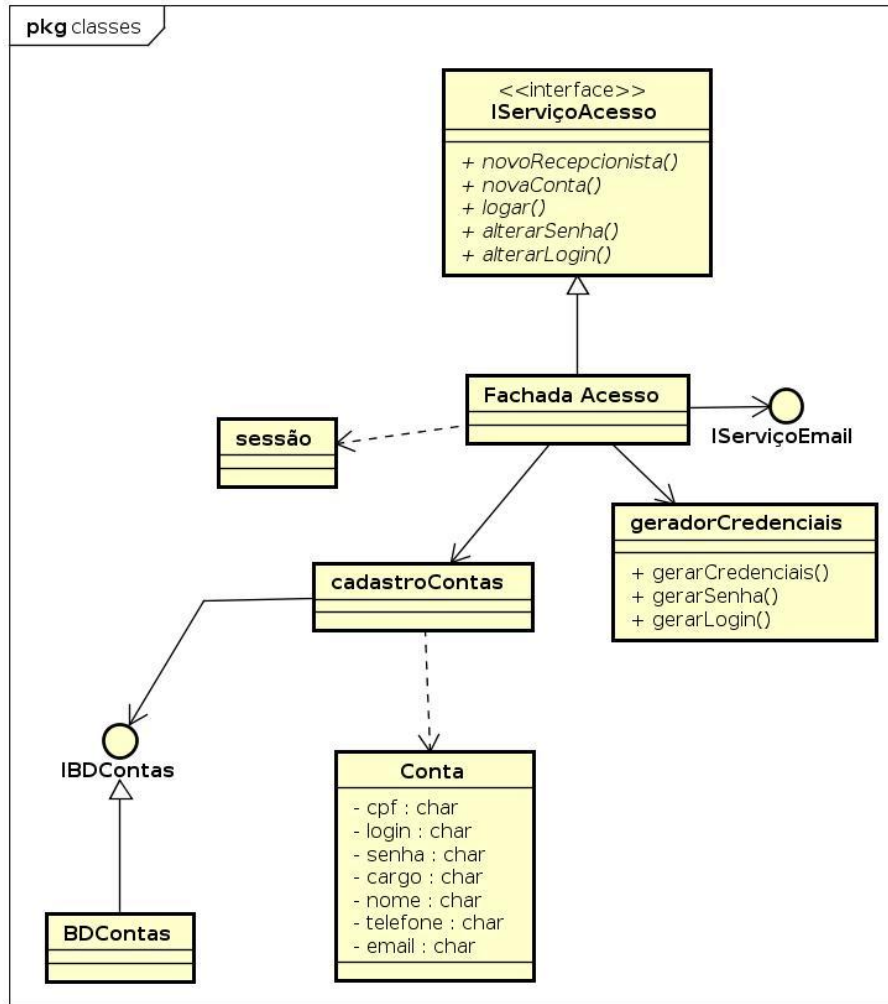 pkg classes
<<interface>>
IServiçoAcesso
+ novoRecepcionista()
+ novaConta()
+ logar()
+ alterarSenha()
+ alterarLogin()
Fachada Acesso
IServiçoEmail
sessão
geradorCredenciais
+ gerarCredenciais()
+ gerarSenha()
+ gerarLogin()
cadastroContas
IBDContas
Conta
- cpf : char
- login : char
- senha : char
- cargo : char
- nome : char
- telefone : char
- email : char
BDContas